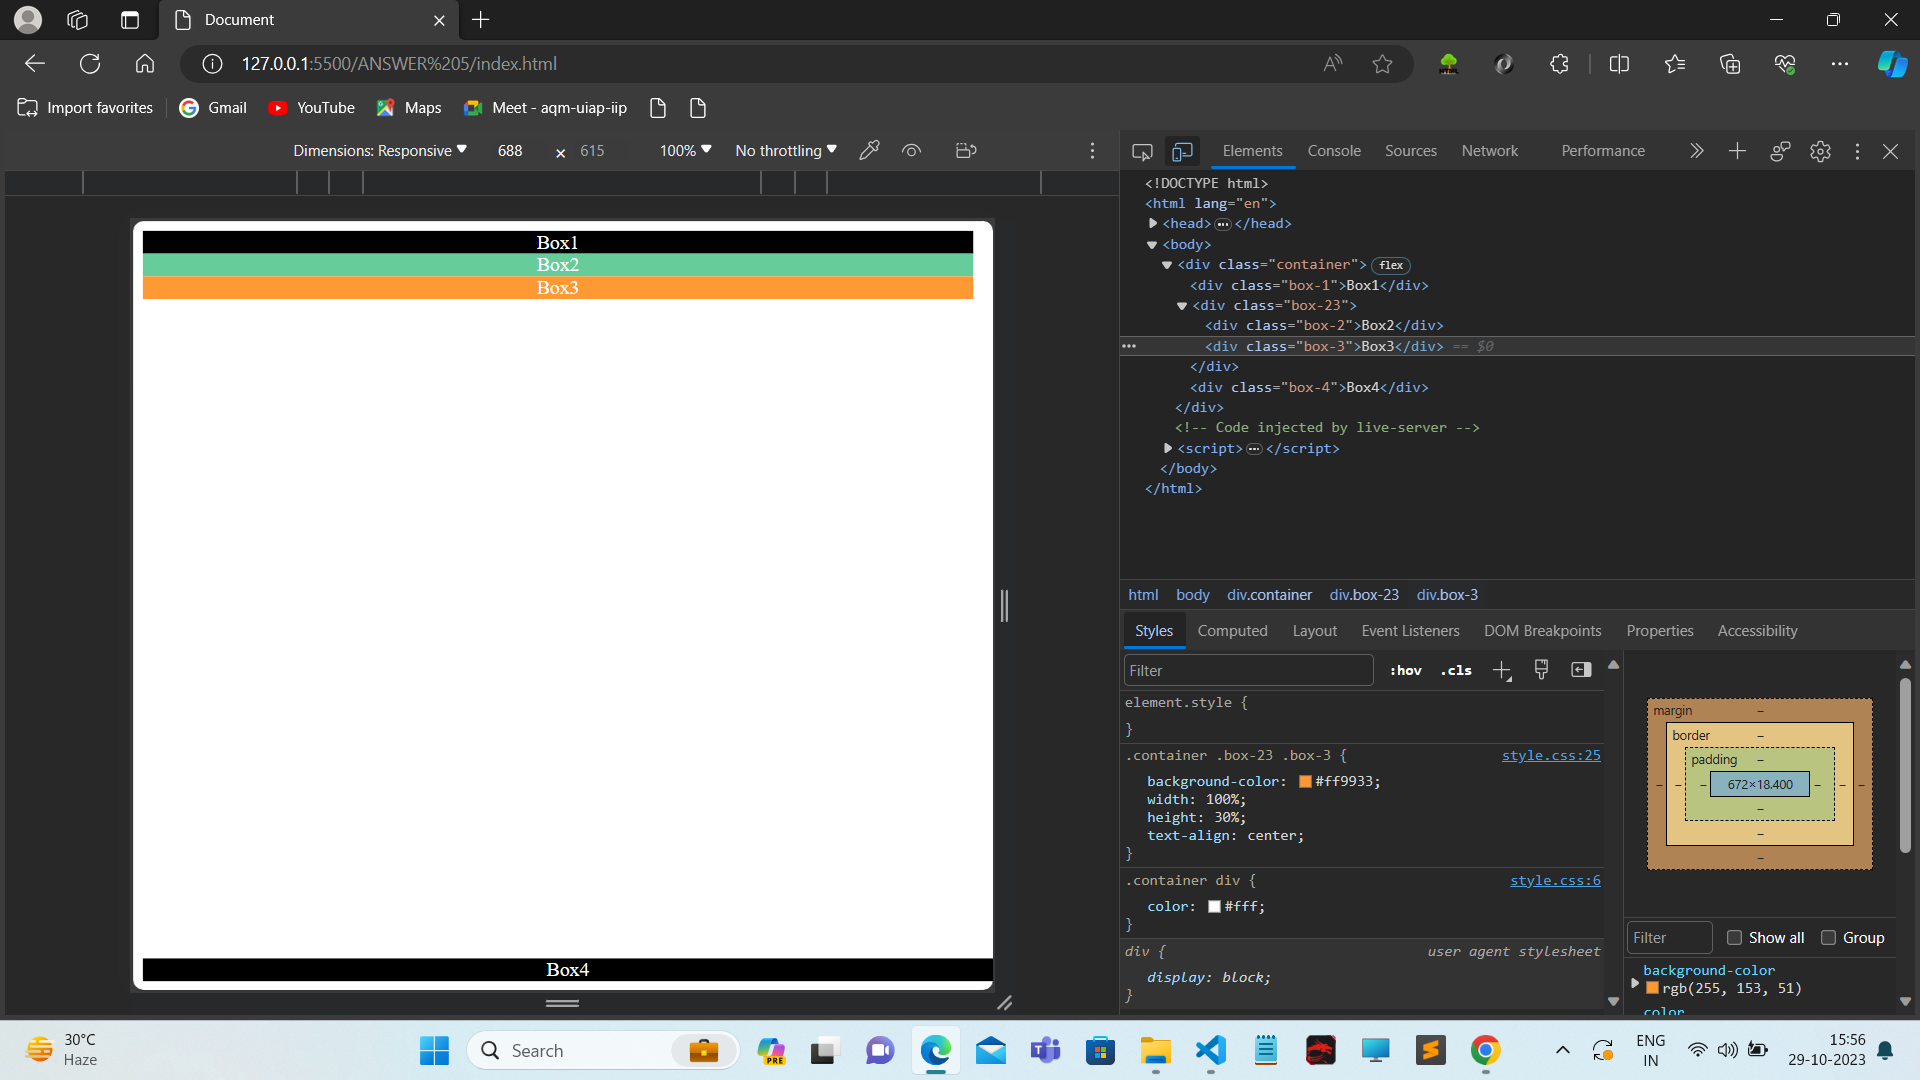 Document
127.0.0.1:5500/ANSWER%205/index.html
Import favorites Gmail YouTube Maps Meet - aqm-uiap-iip
Dimensions: Responsive 688 × 615 100% No throttling
Elements Console Sources Network Performance
Box1
Box2
Box3
Box4
<!DOCTYPE html>
<html lang="en">
<head>⋯</head>
<body>
<div class="container"> flex
<div class="box-1">Box1</div>
<div class="box-23">
<div class="box-2">Box2</div>
<div class="box-3">Box3</div> == $0
</div>
<div class="box-4">Box4</div>
</div>
<!-- Code injected by live-server -->
<script>⋯</script>
</body>
</html>
html body div.container div.box-23 div.box-3
Styles Computed Layout Event Listeners DOM Breakpoints Properties Accessibility
Filter :hov .cls
element.style {
}
.container .box-23 .box-3 { style.css:25
background-color: #ff9933;
width: 100%;
height: 30%;
text-align: center;
}
.container div { style.css:6
color: #fff;
}
div { user agent stylesheet
display: block;
}
margin –
border –
padding –
– – – 672×18.400 – – –
–
–
–
Filter Show all Group
background-color
rgb(255, 153, 51)
color
30°C
Haze
Search
PRE
ENG
IN
15:56
29-10-2023